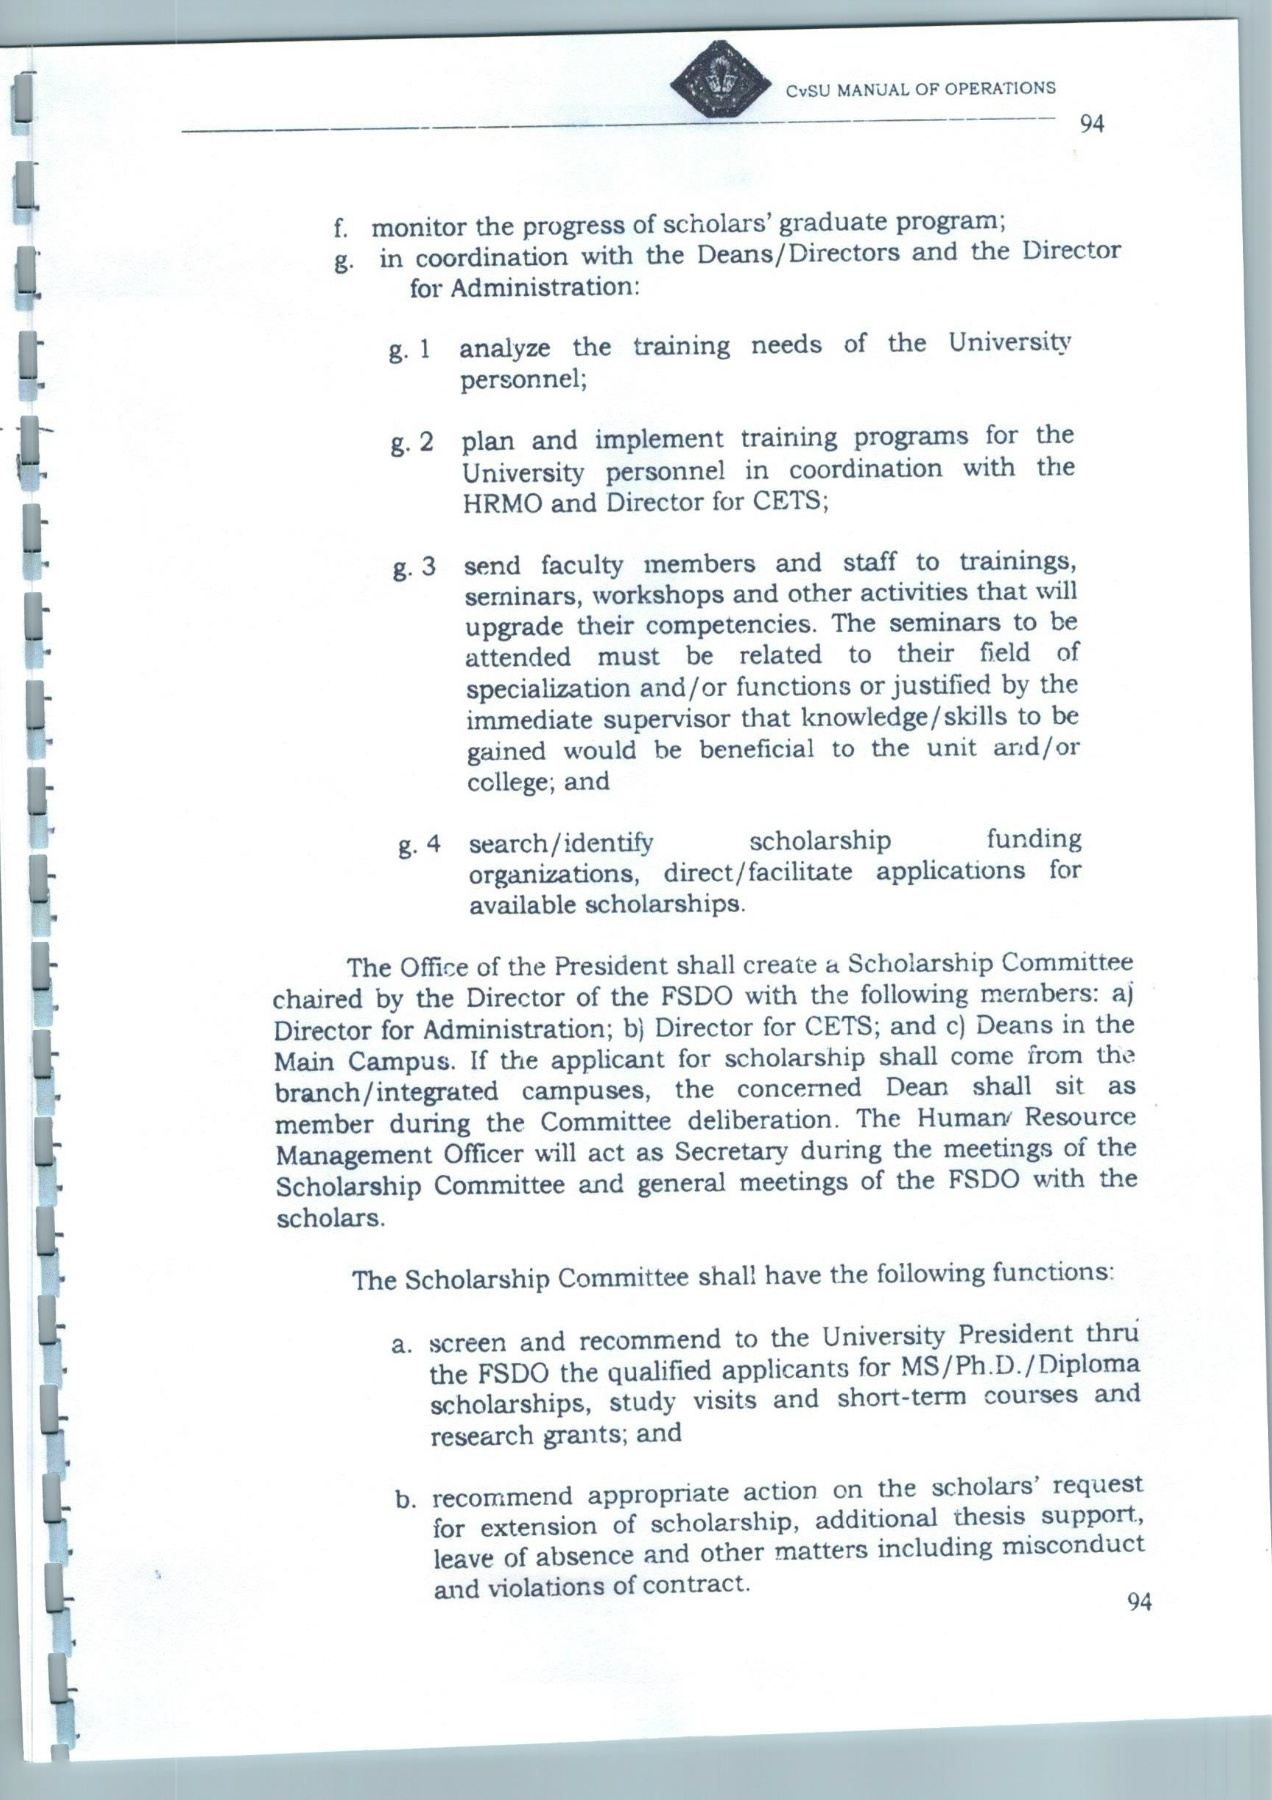 CvSU MANUAL OF OPERATIONS
94
f. monitor the progress of scholars' graduate program;
g. in coordination with the Deans/Directors and the Director
for Administration:
g. 1 analyze the training needs of the University
personnel;
g. 2 plan and implement training programs for the
University personnel in coordination with the
HRMO and Director for CETS;
g. 3 send faculty members and staff to trainings,
seminars, workshops and other activities that will
upgrade their competencies. The seminars to be
attended must be related to their field of
specialization and/or functions or justified by the
immediate supervisor that knowledge/skills to be
gained would be beneficial to the unit and/or
college; and
g. 4 search/identify scholarship funding
organizations, direct/facilitate applications for
available scholarships.
The Office of the President shall create a Scholarship Committee
chaired by the Director of the FSDO with the following members: a)
Director for Administration; b) Director for CETS; and c) Deans in the
Main Campus. If the applicant for scholarship shall come from the
branch/integrated campuses, the concerned Dean shall sit as
member during the Committee deliberation. The Human Resource
Management Officer will act as Secretary during the meetings of the
Scholarship Committee and general meetings of the FSDO with the
scholars.
The Scholarship Committee shall have the following functions:
a. screen and recommend to the University President thru
the FSDO the qualified applicants for MS/Ph.D./Diploma
scholarships, study visits and short-term courses and
research grants; and
b. recommend appropriate action on the scholars' request
for extension of scholarship, additional thesis support,
leave of absence and other matters including misconduct
and violations of contract.
94